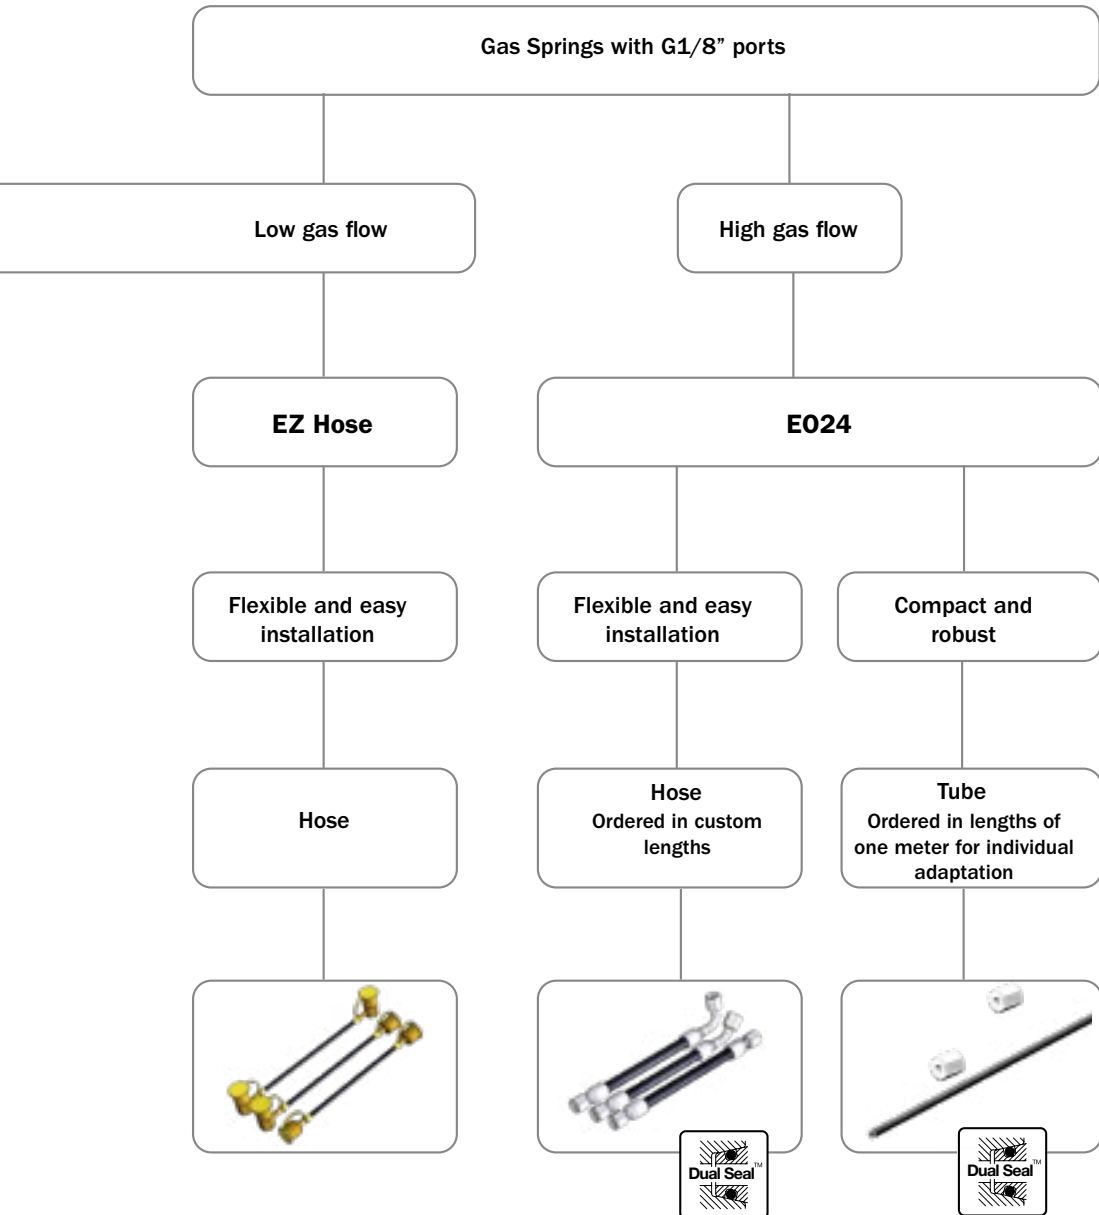 Gas Springs with G1/8” ports
Low gas flow
High gas flow
EZ Hose
EO24
Flexible and easy
installation
Flexible and easy
installation
Compact and
robust
Hose
Hose
Ordered in custom
lengths
Tube
Ordered in lengths of
one meter for individual
adaptation
Dual Seal™
Dual Seal™